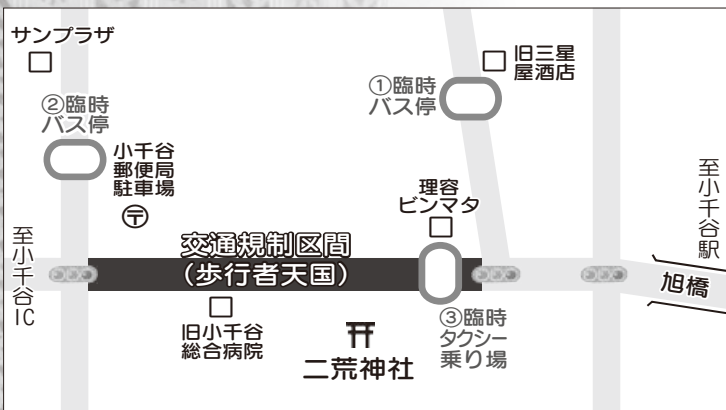 サンプラザ
②臨時
バス停
小千谷
郵便局
駐車場
〒
①臨時
バス停
旧三星
屋酒店
理容
ビンマタ
至小千谷駅
至小千谷IC
交通規制区間
(歩行者天国)
旭橋
旧小千谷
総合病院
二荒神社
③臨時
タクシー
乗り場